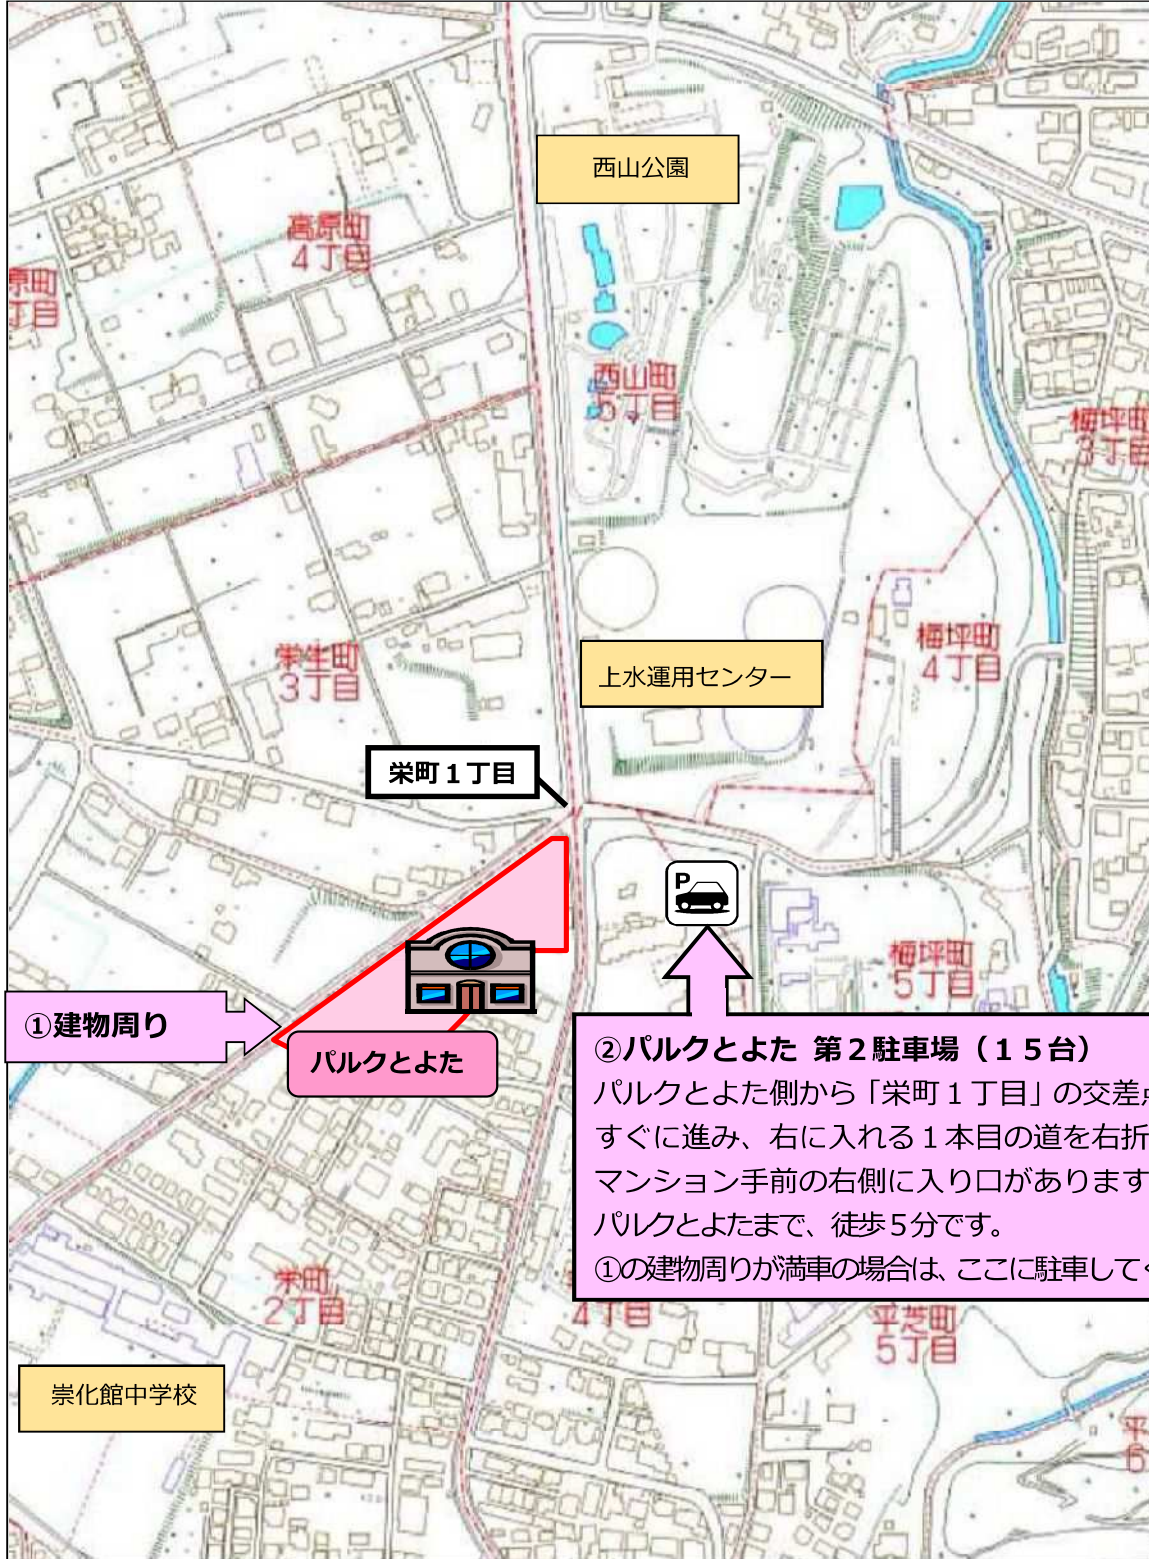 西山公園
高原町
4丁目
原町
丁目
西山町
5丁目
梅坪町
3丁目
栄生町
3丁目
上水運用センター
梅坪町
4丁目
栄町１丁目
P
梅坪町
5丁目
①建物周り
パルクとよた
②パルクとよた 第２駐車場（１５台）
パルクとよた側から「栄町１丁目」の交差点
すぐに進み、右に入れる１本目の道を右折
マンション手前の右側に入り口があります
パルクとよたまで、徒歩５分です。
①の建物周りが満車の場合は、ここに駐車して
栄町
2丁目
4丁目
平芝町
5丁目
崇化館中学校
平
6